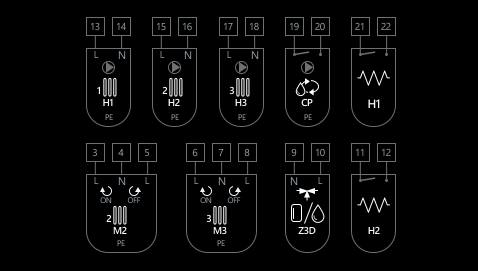 13 14 15 16 17 18 19 20 21 22
L N L N L N
1 2 3
H1 H2 H3 CP H1
PE PE PE PE
3 4 5 6 7 8 9 10 11 12
L N L L N L N L
ON OFF ON OFF
2 3
M2 M3 Z3D H2
PE PE